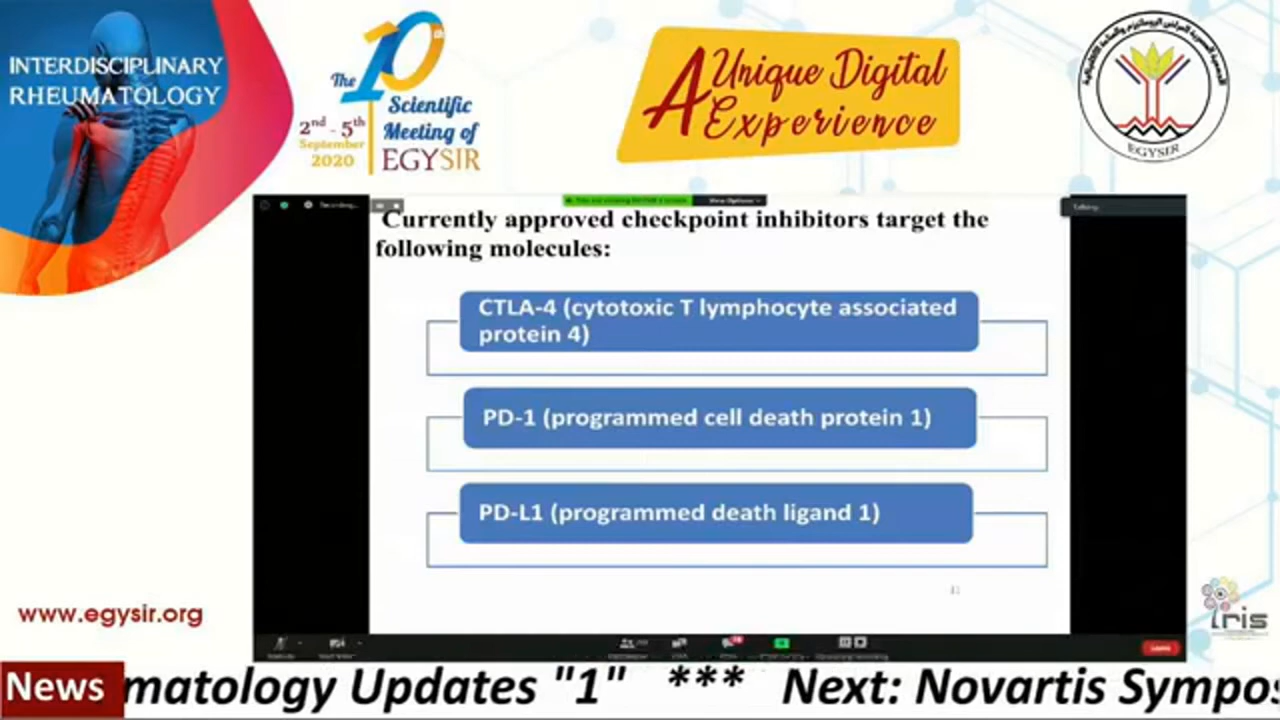 INTERDISCIPLINARY
RHEUMATOLOGY
The 10th
Scientific
Meeting of
EGYSIR
2nd - 5th
September
2020
A Unique Digital
Experience
EGYSIR
Currently approved checkpoint inhibitors target the
following molecules:
CTLA-4 (cytotoxic T lymphocyte associated
protein 4)
PD-1 (programmed cell death protein 1)
PD-L1 (programmed death ligand 1)
www.egysir.org
iris
News
matology Updates "1" *** Next: Novartis Sympos